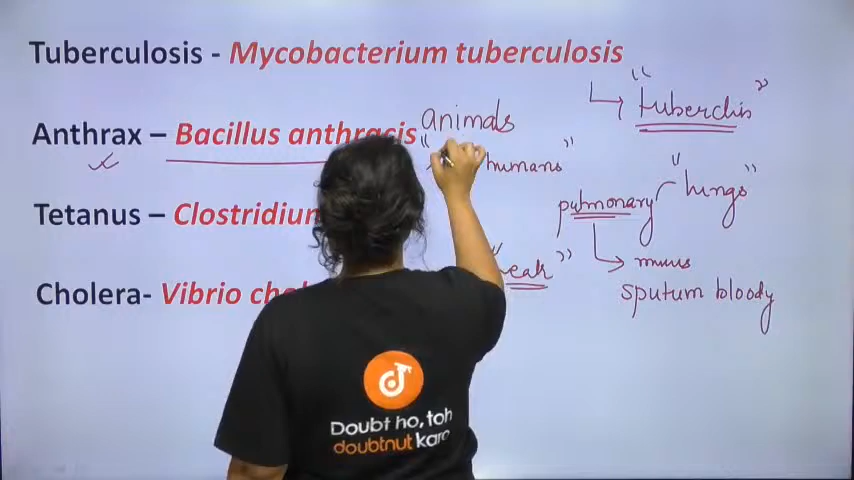 Tuberculosis - Mycobacterium tuberculosis
"tuberclis"
Anthrax – Bacillus anthracis animals
humans"
"lungs"
Tetanus – Clostridium
pulmonary
Cholera- Vibrio
mucus
sputum bloody
Doubt ho, toh
doubtnut karo